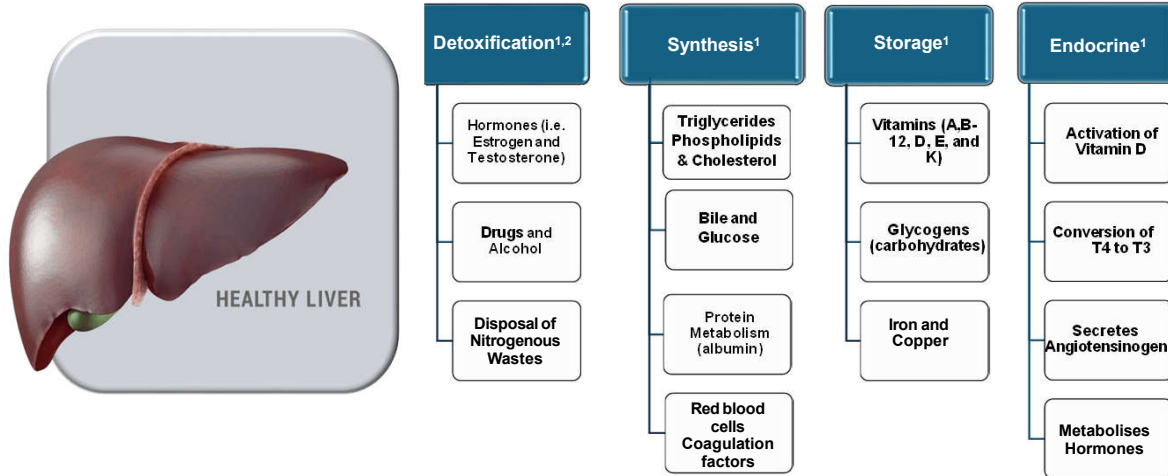 HEALTHY LIVER
Detoxification¹,²
Hormones (i.e.
Estrogen and
Testosterone)
Drugs and
Alcohol
Disposal of
Nitrogenous
Wastes
Synthesis¹
Triglycerides
Phospholipids
& Cholesterol
Bile and
Glucose
Protein
Metabolism
(albumin)
Red blood
cells
Coagulation
factors
Storage¹
Vitamins (A,B-
12, D, E, and
K)
Glycogens
(carbohydrates)
Iron and
Copper
Endocrine¹
Activation of
Vitamin D
Conversion of
T4 to T3
Secretes
Angiotensinogen
Metabolises
Hormones